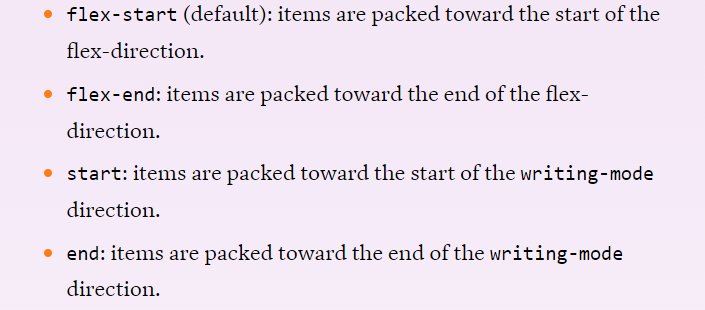 flex-start (default): items are packed toward the start of the
flex-direction.
flex-end: items are packed toward the end of the flex-
direction.
start: items are packed toward the start of the writing-mode
direction.
end: items are packed toward the end of the writing-mode
direction.